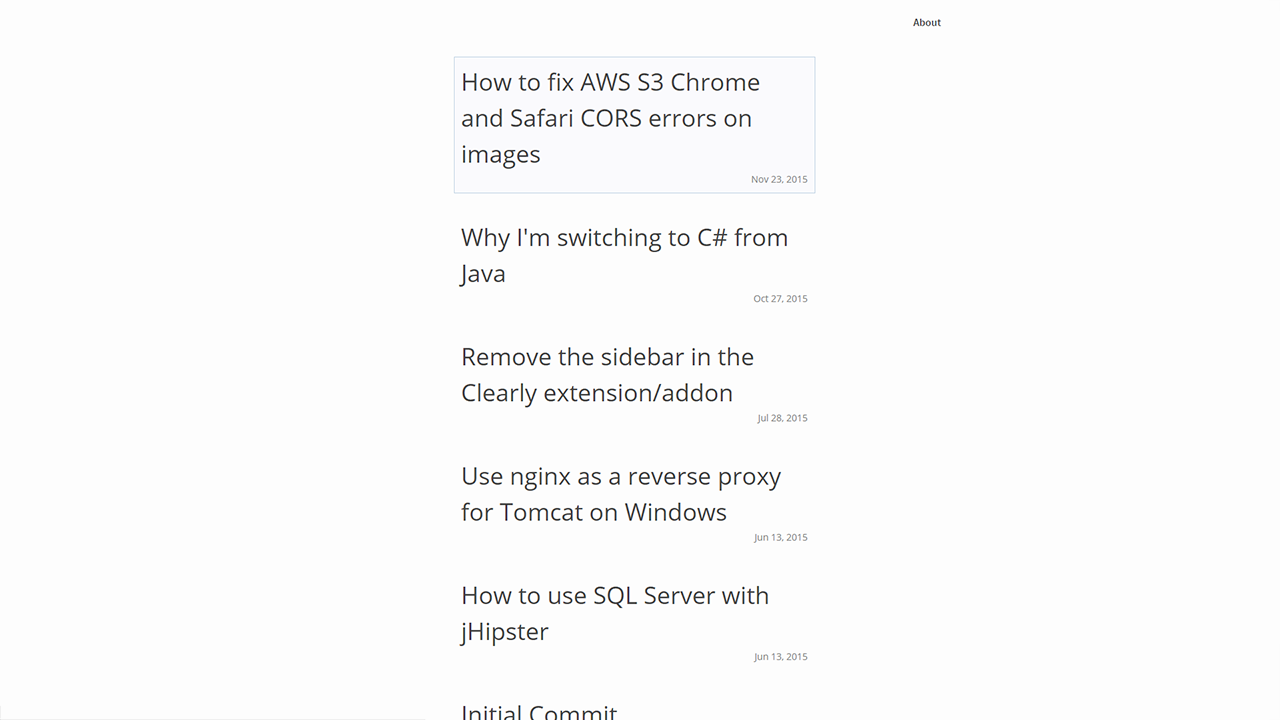 About
How to fix AWS S3 Chrome
and Safari CORS errors on
images
Nov 23, 2015
Why I'm switching to C# from
Java
Oct 27, 2015
Remove the sidebar in the
Clearly extension/addon
Jul 28, 2015
Use nginx as a reverse proxy
for Tomcat on Windows
Jun 13, 2015
How to use SQL Server with
jHipster
Jun 13, 2015
Initial Commit